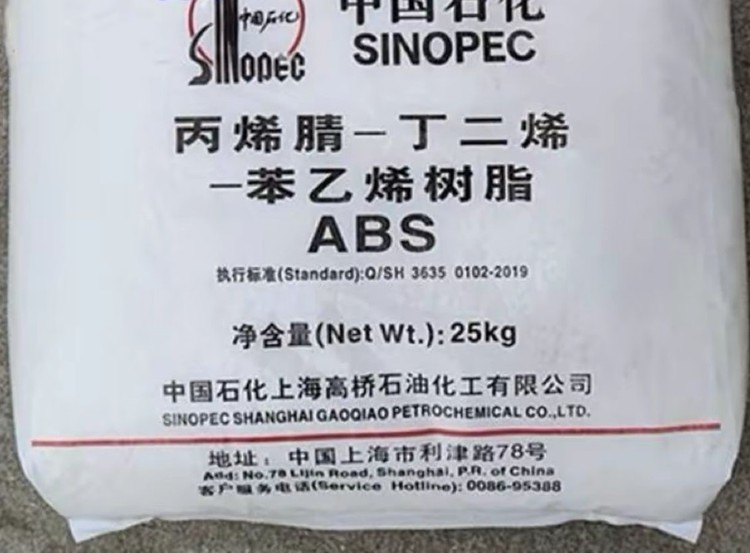 中国石化
SINOPEC
中国石化
SINOPEC
丙烯腈—丁二烯
—苯乙烯树脂
ABS
执行标准(Standard):Q/SH 3635 0102-2019
净含量(Net Wt.): 25kg
中国石化上海高桥石油化工有限公司
SINOPEC SHANGHAI GAOQIAO PETROCHEMICAL CO.,LTD.
地址：中国上海市利津路78号
Add: No.78 Lijin Road, Shanghai, P.R. of China
客户服务电话(Service Hotline): 0086-95388